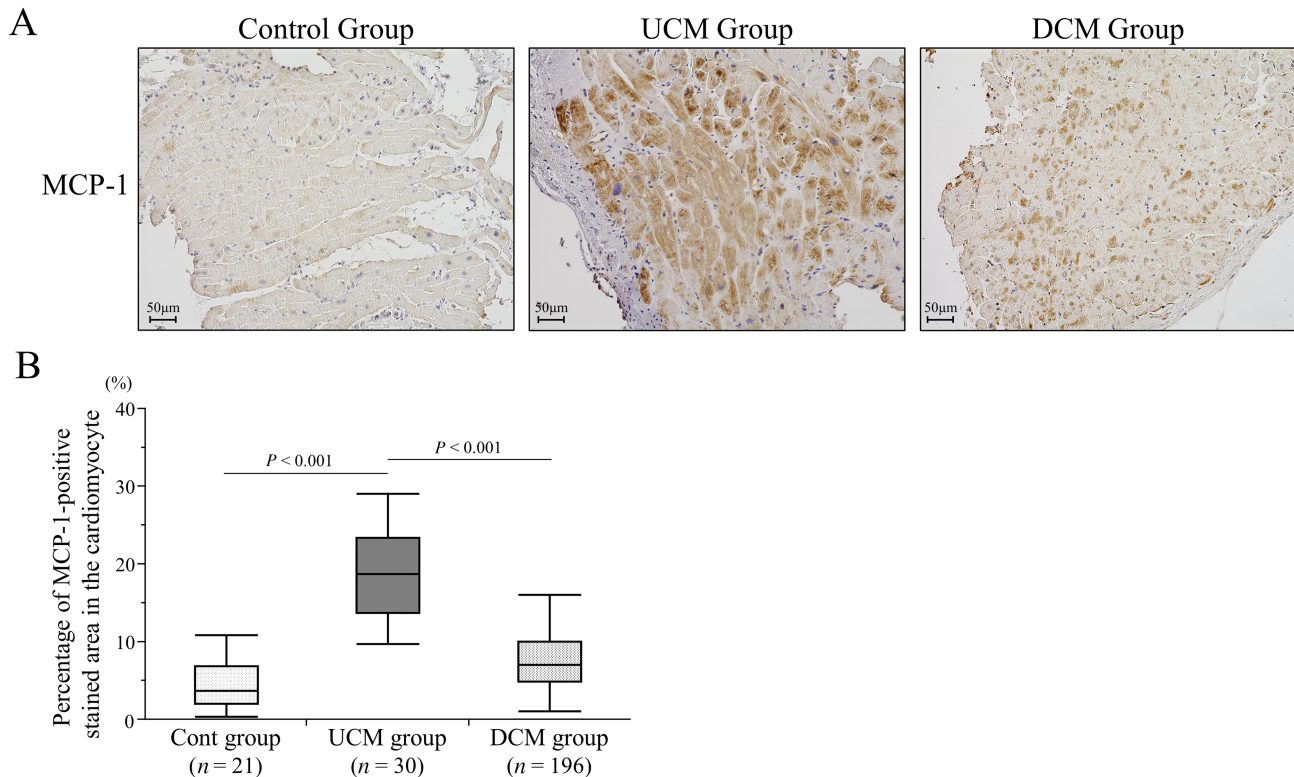 A
Control Group
UCM Group
DCM Group
MCP-1
50μm
50μm
50μm
B
(%)
Percentage of MCP-1-positive
stained area in the cardiomyocyte
40
30
20
10
0
P < 0.001
P < 0.001
Cont group
(n = 21)
UCM group
(n = 30)
DCM group
(n = 196)